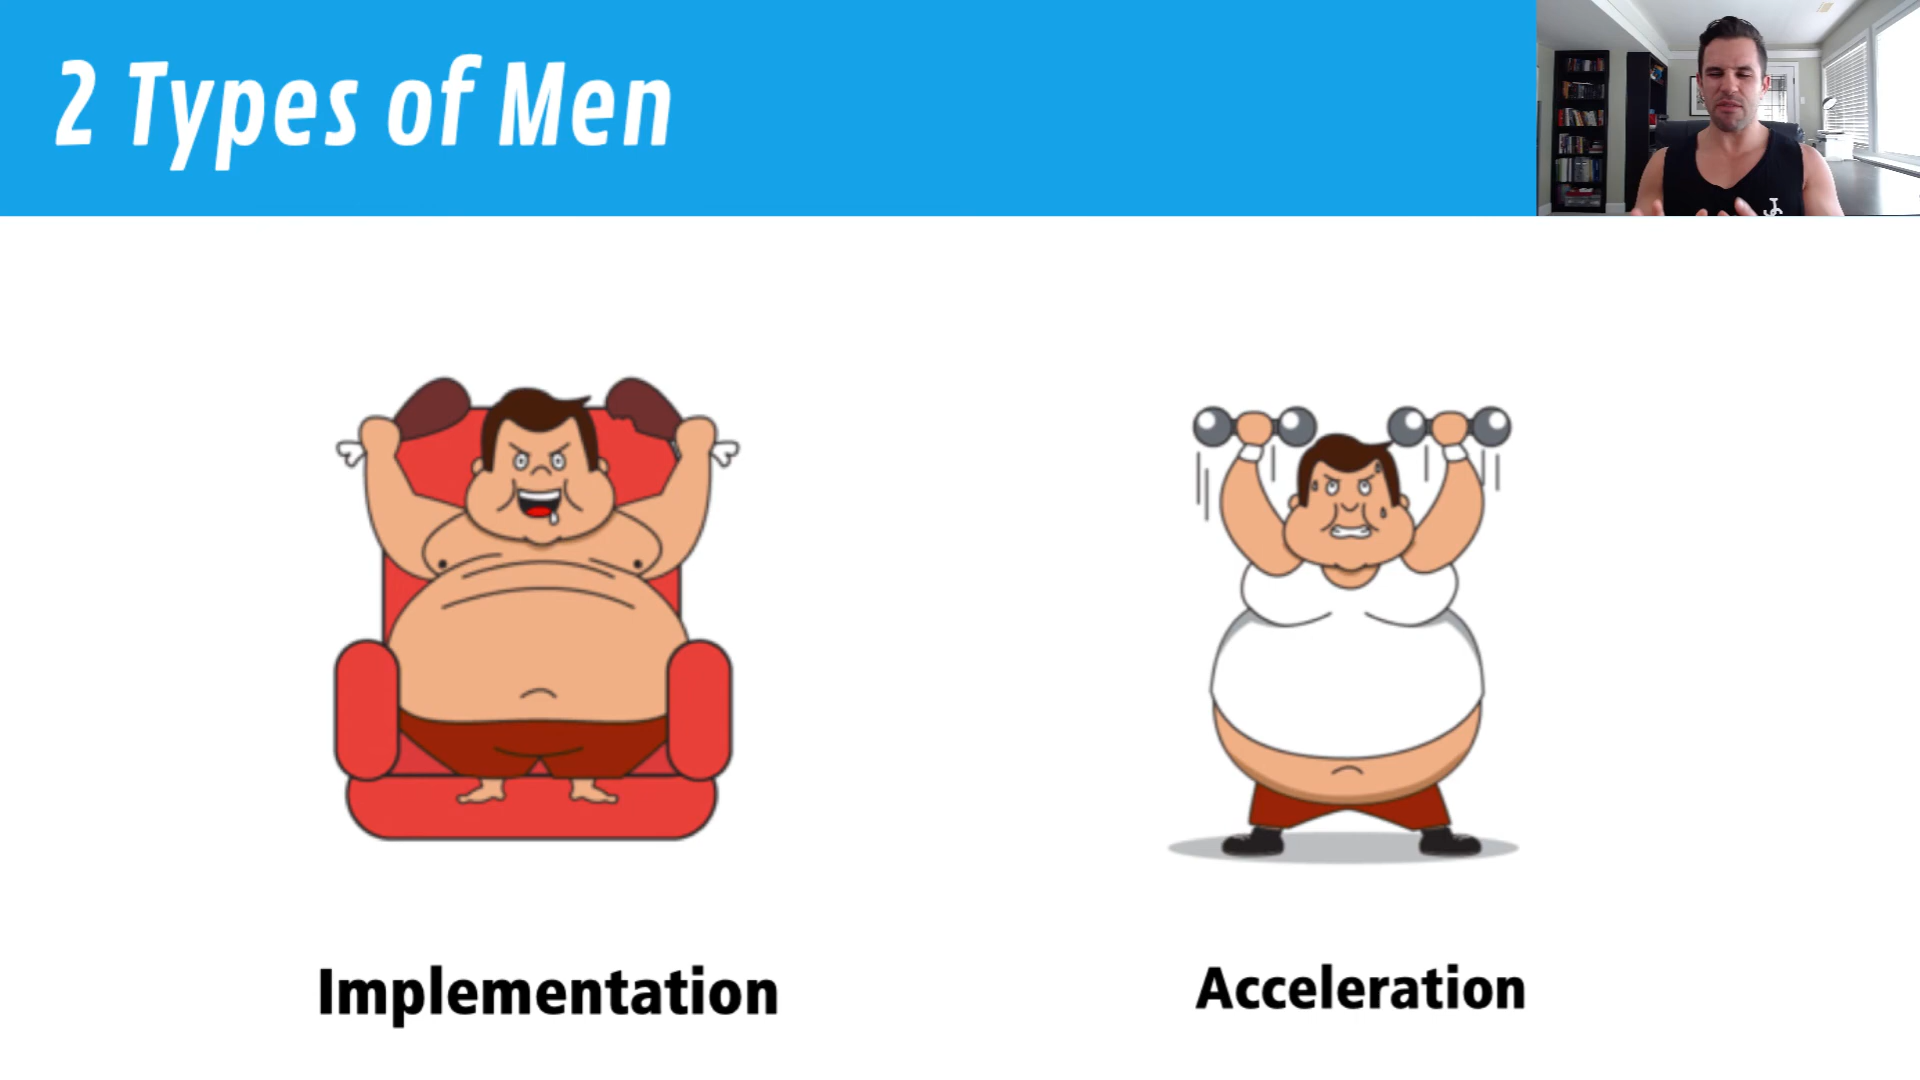 2 Types of Men
Implementation
Acceleration